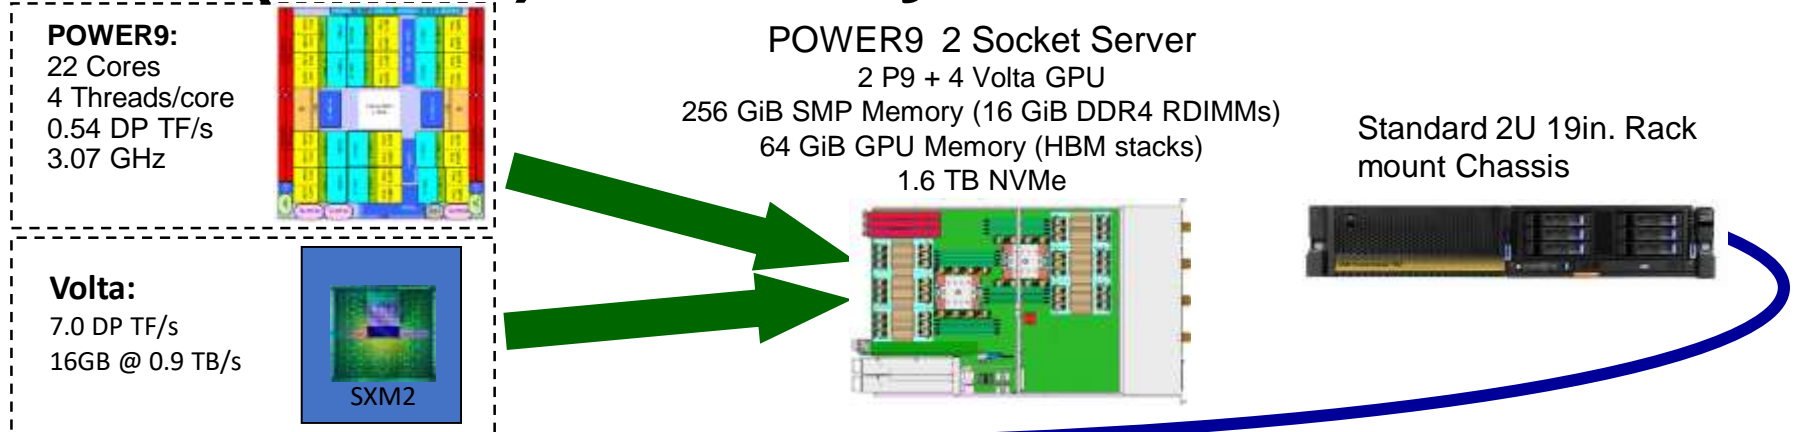 POWER9:
22 Cores
4 Threads/core
0.54 DP TF/s
3.07 GHz
Volta:
7.0 DP TF/s
16GB @ 0.9 TB/s
SXM2
POWER9 2 Socket Server
2 P9 + 4 Volta GPU
256 GiB SMP Memory (16 GiB DDR4 RDIMMs)
64 GiB GPU Memory (HBM stacks)
1.6 TB NVMe
Standard 2U 19in. Rack
mount Chassis